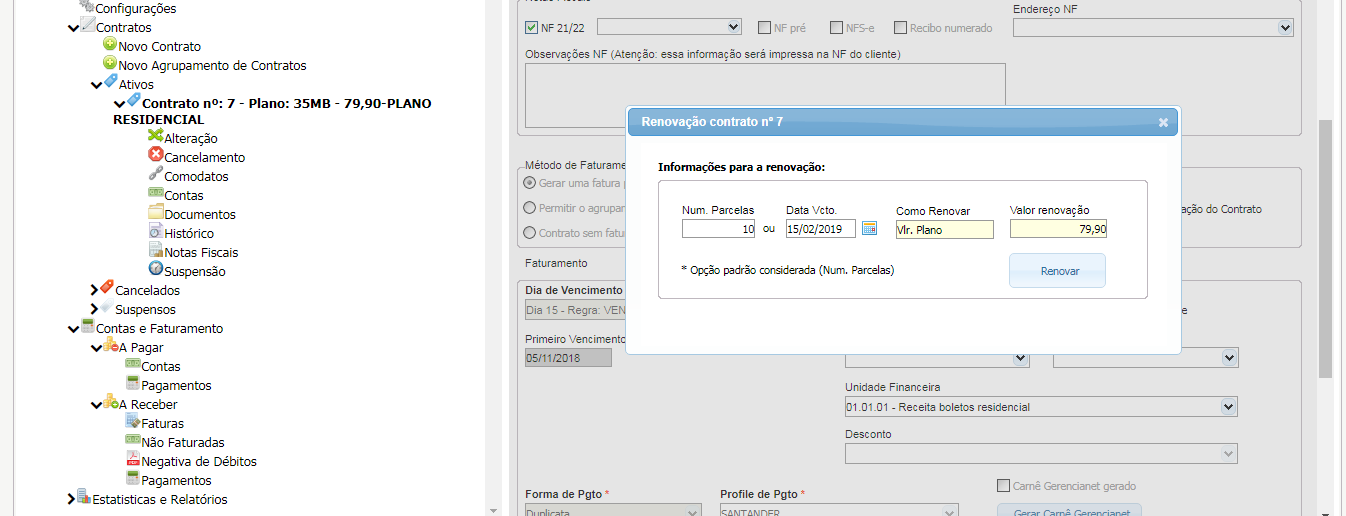 Configurações
Contratos
Novo Contrato
Novo Agrupamento de Contratos
Ativos
Contrato nº: 7 - Plano: 35MB - 79,90-PLANO
RESIDENCIAL
Alteração
Cancelamento
Comodatos
Contas
Documentos
Histórico
Notas Fiscais
Suspensão
Cancelados
Suspensos
Contas e Faturamento
A Pagar
Contas
Pagamentos
A Receber
Faturas
Não Faturadas
Negativa de Débitos
Pagamentos
Estatisticas e Relatórios
Endereço NF
NF 21/22
NF pré
NFS-e
Recibo numerado
Observações NF (Atenção: essa informação será impressa na NF do cliente)
Renovação contrato n° 7
Informações para a renovação:
Num. Parcelas
Data Vcto.
Como Renovar
Valor renovação
10 ou 15/02/2019
Vlr. Plano
79,90
* Opção padrão considerada (Num. Parcelas)
Renovar
Método de Faturame
Gerar uma fatura
Permitir o agrupar
ação do Contrato
Contrato sem fatu
Faturamento
Dia de Vencimento
Dia 15 - Regra: VEN
Primeiro Vencimento
05/11/2018
Unidade Financeira
01.01.01 - Receita boletos residencial
Desconto
Carnê Gerencianet gerado
Forma de Pgto *
Profile de Pgto *
Duplicata
SANTANDER
Gerar Carnê Gerencianet